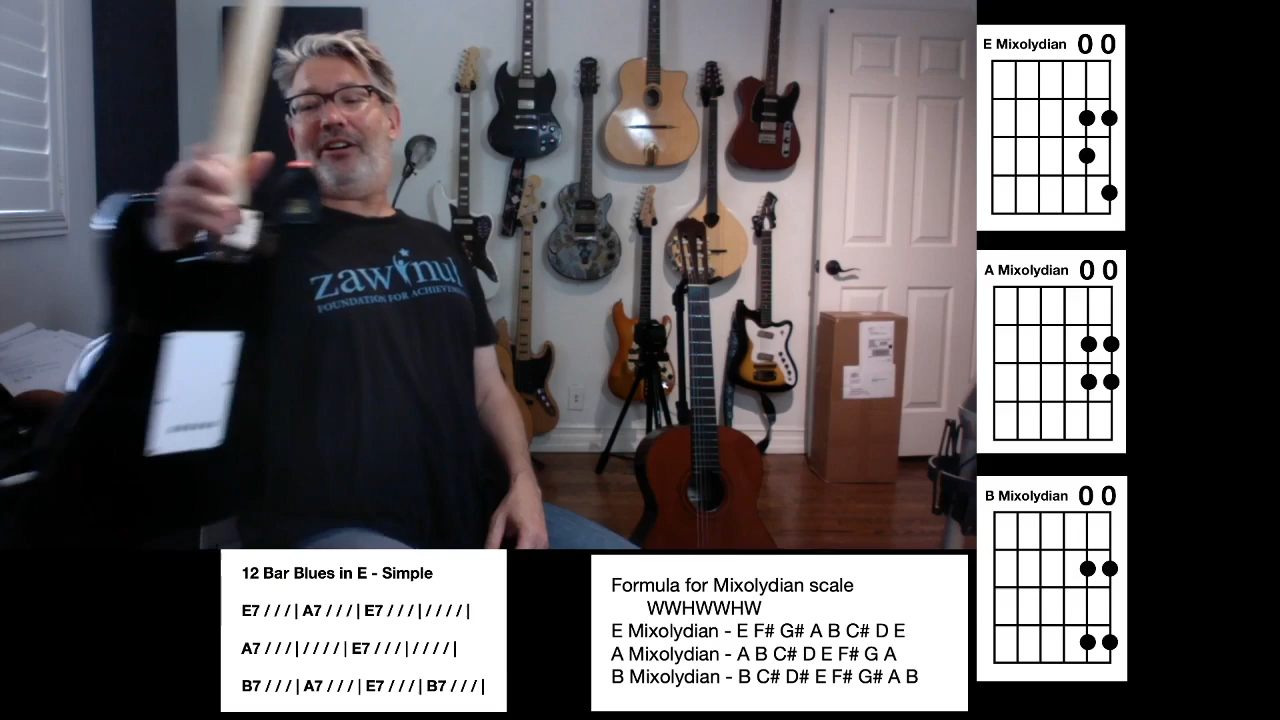 zawinul
FOUNDATION FOR ACHIEVEMENT
E Mixolydian 0 0
A Mixolydian 0 0
B Mixolydian 0 0
12 Bar Blues in E - Simple
E7 / / / | A7 / / / | E7 / / / | / / / / |
A7 / / / | / / / / | E7 / / / | / / / / |
B7 / / / | A7 / / / | E7 / / / | B7 / / / |
Formula for Mixolydian scale
WWHWWHW
E Mixolydian - E F# G# A B C# D E
A Mixolydian - A B C# D E F# G A
B Mixolydian - B C# D# E F# G# A B